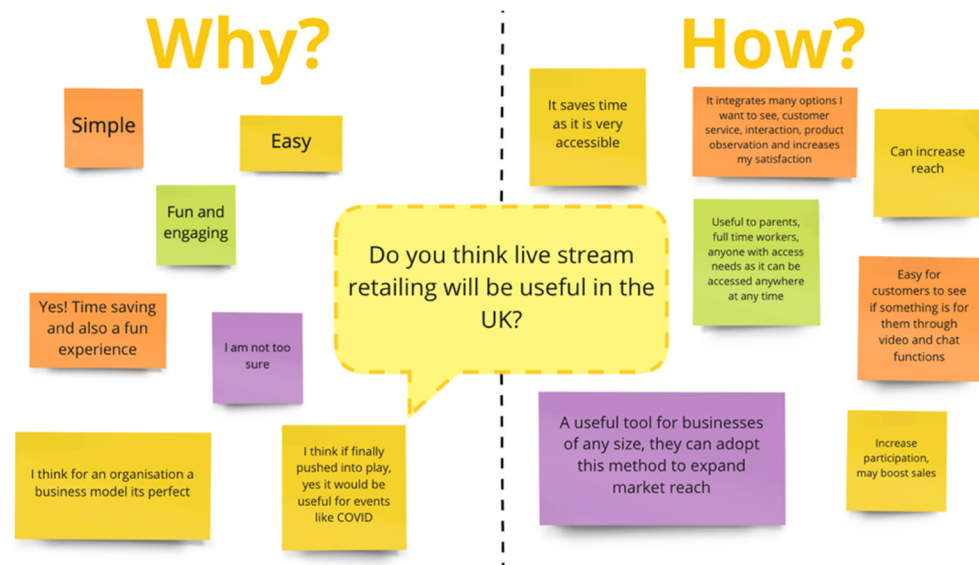 Why?
Simple
Easy
Fun and
engaging
Yes! Time saving
and also a fun
experience
I am not too
sure
I think for an organisation a
business model its perfect
I think if finally
pushed into play,
yes it would be
useful for events
like COVID
Do you think live stream
retailing will be useful in the
UK?
How?
It saves time
as it is very
accessible
It integrates many options I
want to see, customer
service, interaction, product
observation and increases
my satisfaction
Can increase
reach
Useful to parents,
full time workers,
anyone with access
needs as it can be
accessed anywhere
at any time
Easy for
customers to see
if something is for
them through
video and chat
functions
A useful tool for businesses
of any size, they can adopt
this method to expand
market reach
Increase
participation,
may boost sales